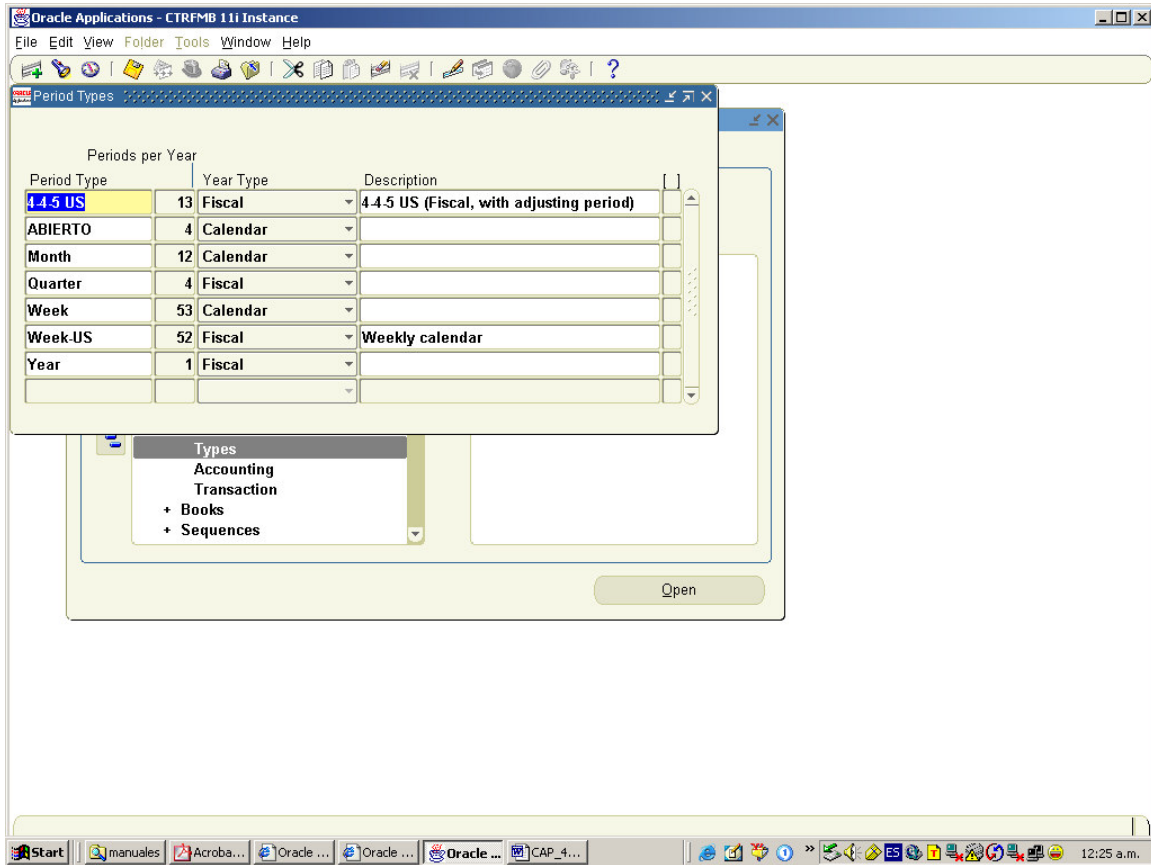 Oracle Applications - CTRFMB 11i Instance
File Edit View Folder Tools Window Help
Period Types
Periods per Year
Period Type Year Type Description [ ]
4-4-5 US 13 Fiscal 4-4-5 US (Fiscal, with adjusting period)
ABIERTO 4 Calendar
Month 12 Calendar
Quarter 4 Fiscal
Week 53 Calendar
Week-US 52 Fiscal Weekly calendar
Year 1 Fiscal
Types
Accounting
Transaction
+ Books
+ Sequences
Open
Start manuales Acroba... Oracle ... Oracle ... Oracle ... CAP_4... ES 12:25 a.m.